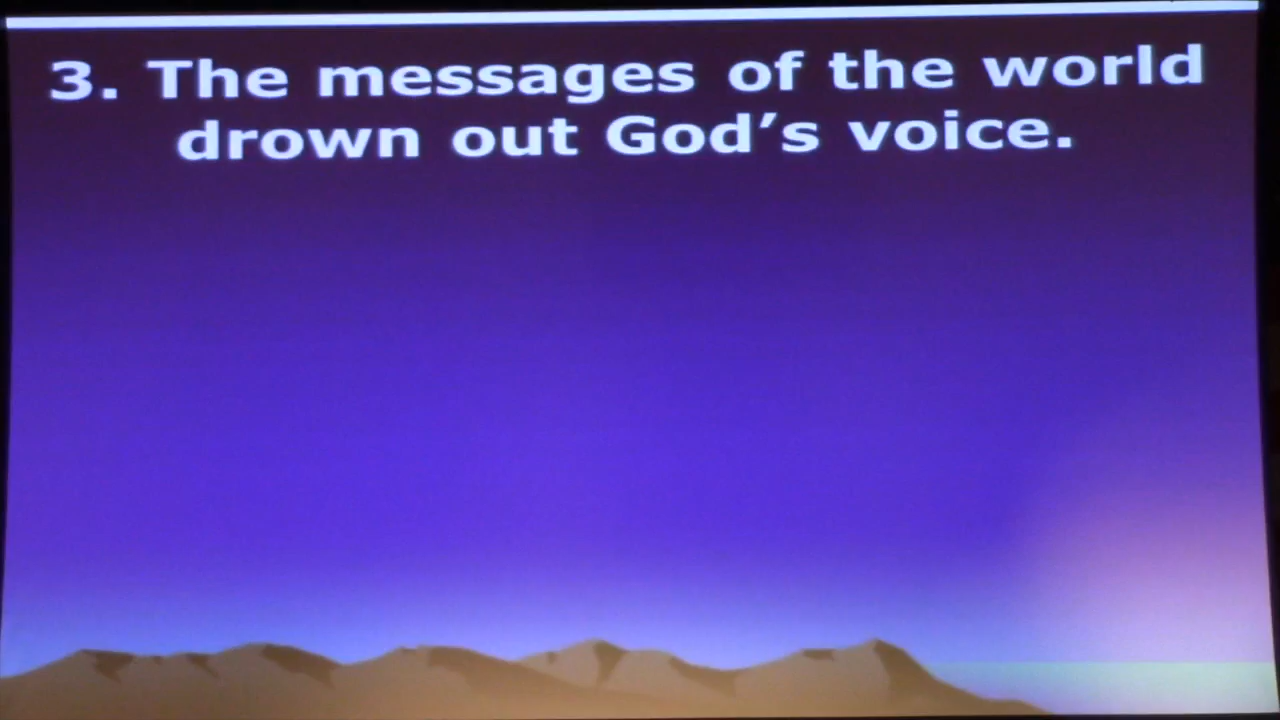 3. The messages of the world
drown out God’s voice.